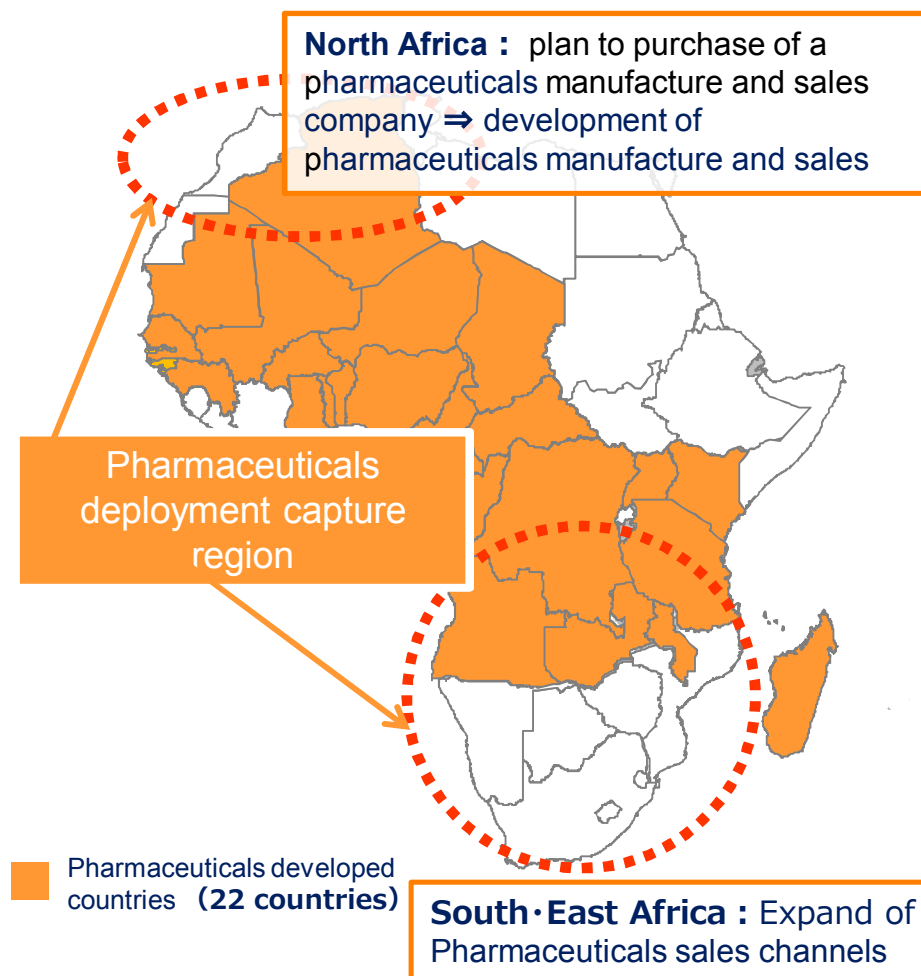 North Africa : plan to purchase of a
pharmaceuticals manufacture and sales
company ⇒ development of
pharmaceuticals manufacture and sales
Pharmaceuticals
deployment capture
region
Pharmaceuticals developed
countries (22 countries)
South･East Africa : Expand of
Pharmaceuticals sales channels